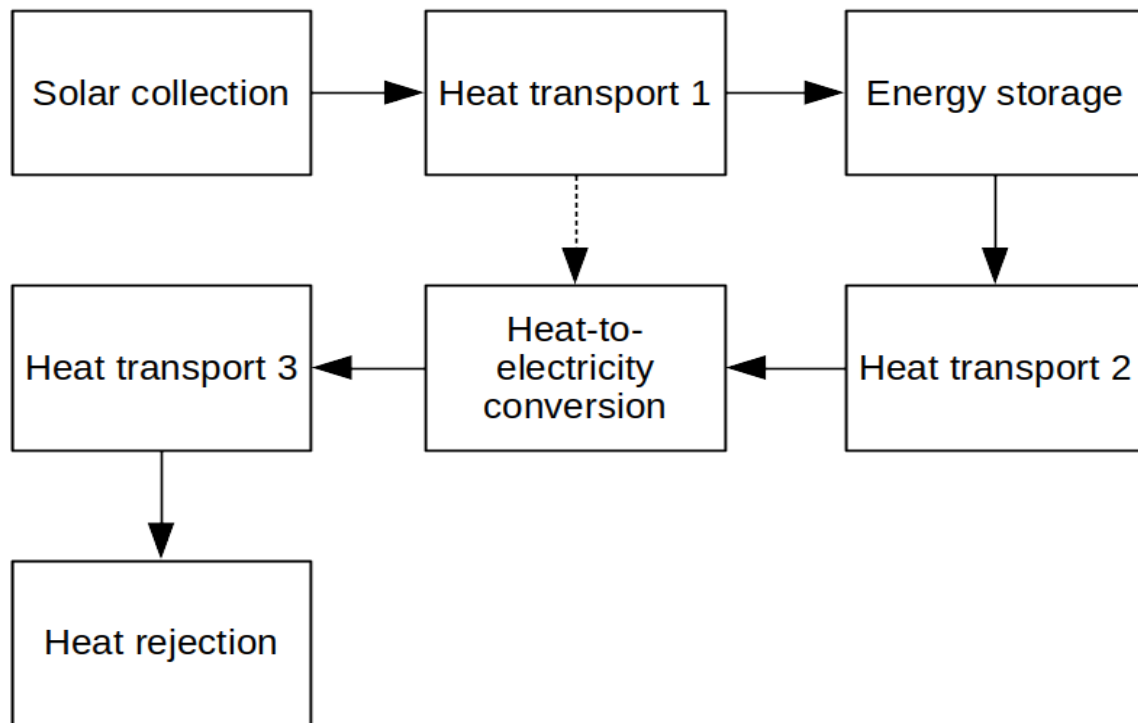 Solar collection
Heat transport 1
Energy storage
Heat transport 3
Heat-to-
electricity
conversion
Heat transport 2
Heat rejection